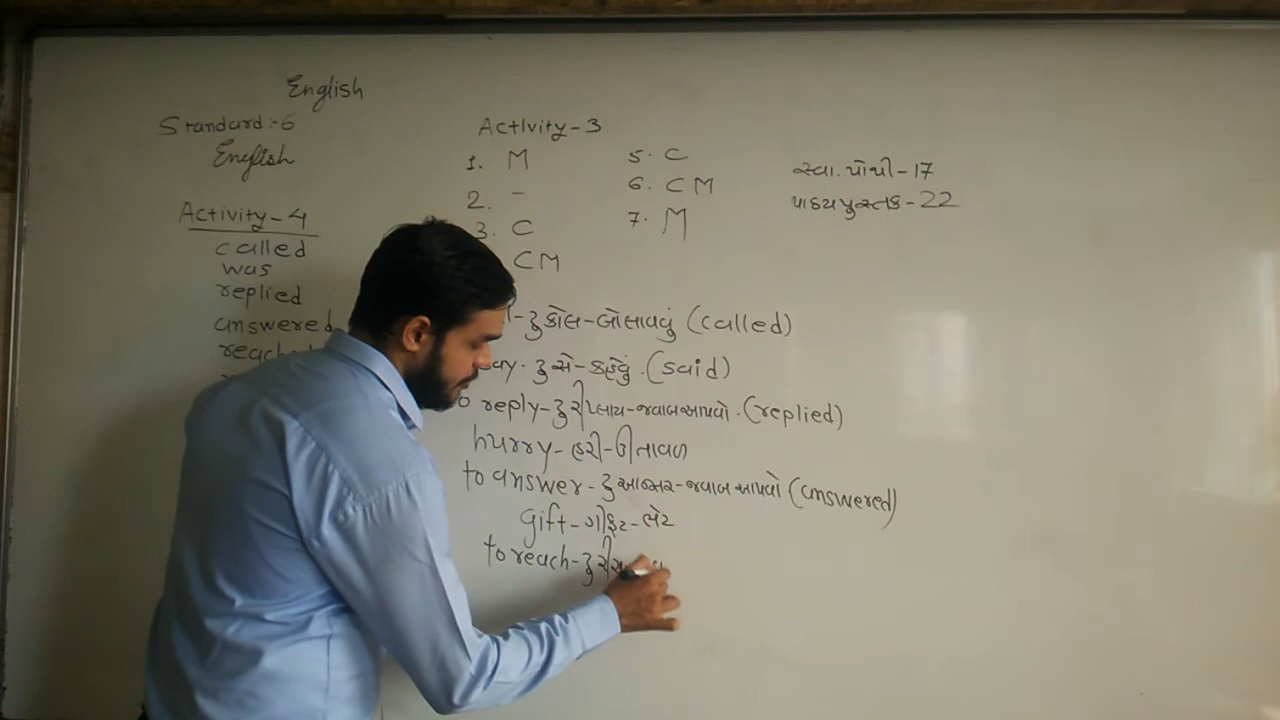 English
Standard:-6
English
Activity-4
called
was
replied
answered
Activity-3
1. M
2. -
3. C
CM
5. C
6. CM
7. M
સ્વા. પોથી-17
પાઠયપુસ્તક-22
ટુ કોલ-બોલાવવું (called)
ટુ સે-કહેવું. (said)
reply-ટુ રીપ્લાય-જવાબ આપવો. (replied)
hurry-હરી-ઉતાવળ
to answer-ટુ આન્સર-જવાબ આપવો (answered)
gift-ગીફ્ટ-ભેટ
to reach-ટુ